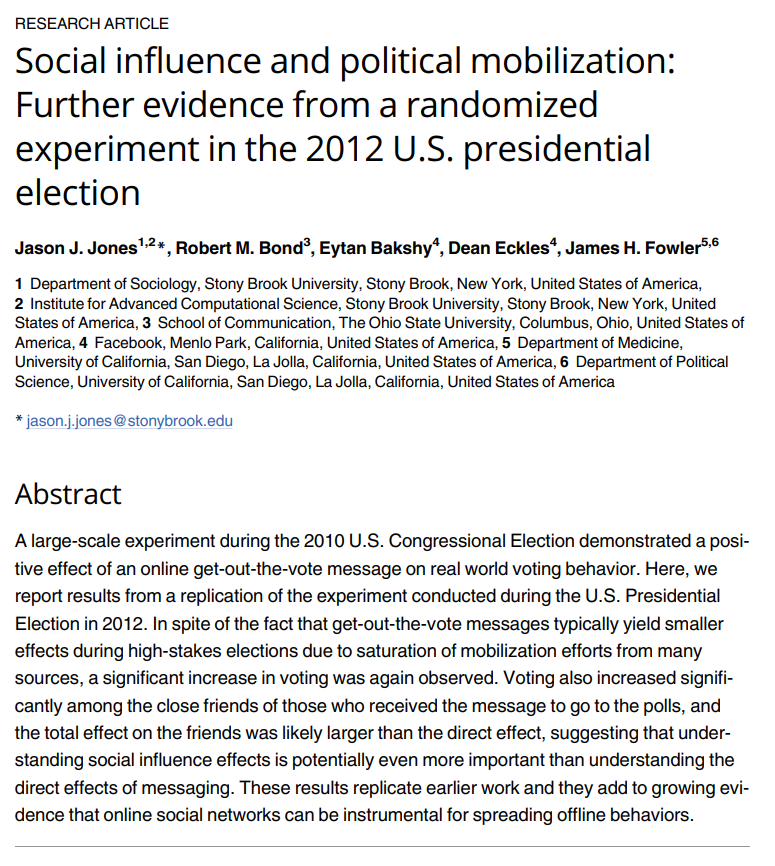 RESEARCH ARTICLE
Social influence and political mobilization:
Further evidence from a randomized
experiment in the 2012 U.S. presidential
election
Jason J. Jones1,2*, Robert M. Bond3, Eytan Bakshy4, Dean Eckles4, James H. Fowler5,6
1 Department of Sociology, Stony Brook University, Stony Brook, New York, United States of America,
2 Institute for Advanced Computational Science, Stony Brook University, Stony Brook, New York, United
States of America, 3 School of Communication, The Ohio State University, Columbus, Ohio, United States of
America, 4 Facebook, Menlo Park, California, United States of America, 5 Department of Medicine,
University of California, San Diego, La Jolla, California, United States of America, 6 Department of Political
Science, University of California, San Diego, La Jolla, California, United States of America
* jason.j.jones@stonybrook.edu
Abstract
A large-scale experiment during the 2010 U.S. Congressional Election demonstrated a posi-
tive effect of an online get-out-the-vote message on real world voting behavior. Here, we
report results from a replication of the experiment conducted during the U.S. Presidential
Election in 2012. In spite of the fact that get-out-the-vote messages typically yield smaller
effects during high-stakes elections due to saturation of mobilization efforts from many
sources, a significant increase in voting was again observed. Voting also increased signifi-
cantly among the close friends of those who received the message to go to the polls, and
the total effect on the friends was likely larger than the direct effect, suggesting that under-
standing social influence effects is potentially even more important than understanding the
direct effects of messaging. These results replicate earlier work and they add to growing evi-
dence that online social networks can be instrumental for spreading offline behaviors.